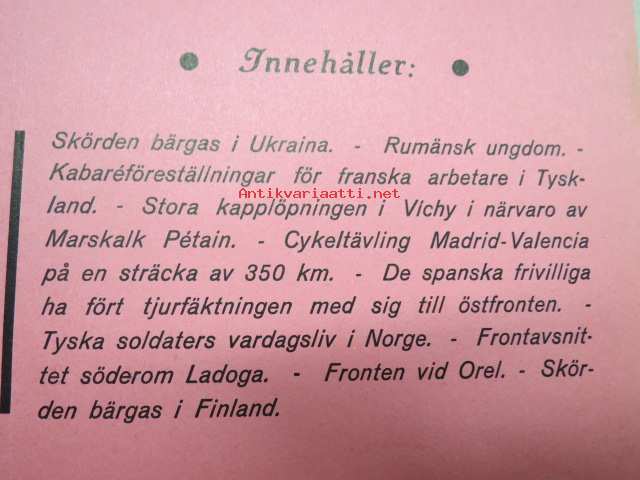 ● Innehåller: ●
Skörden bärgas i Ukraina. - Rumänsk ungdom. -
Kabaréföreställningar för franska arbetare i Tysk-
Antikvariaatti.net
land. - Stora kapplöpningen i Vichy i närvaro av
Marskalk Pétain. - Cykeltävling Madrid-Valencia
på en sträcka av 350 km. - De spanska frivilliga
ha fört tjurfäktningen med sig till östfronten. -
Tyska soldaters vardagsliv i Norge. - Frontavsnit-
tet söderom Ladoga. - Fronten vid Orel. - Skör-
den bärgas i Finland.